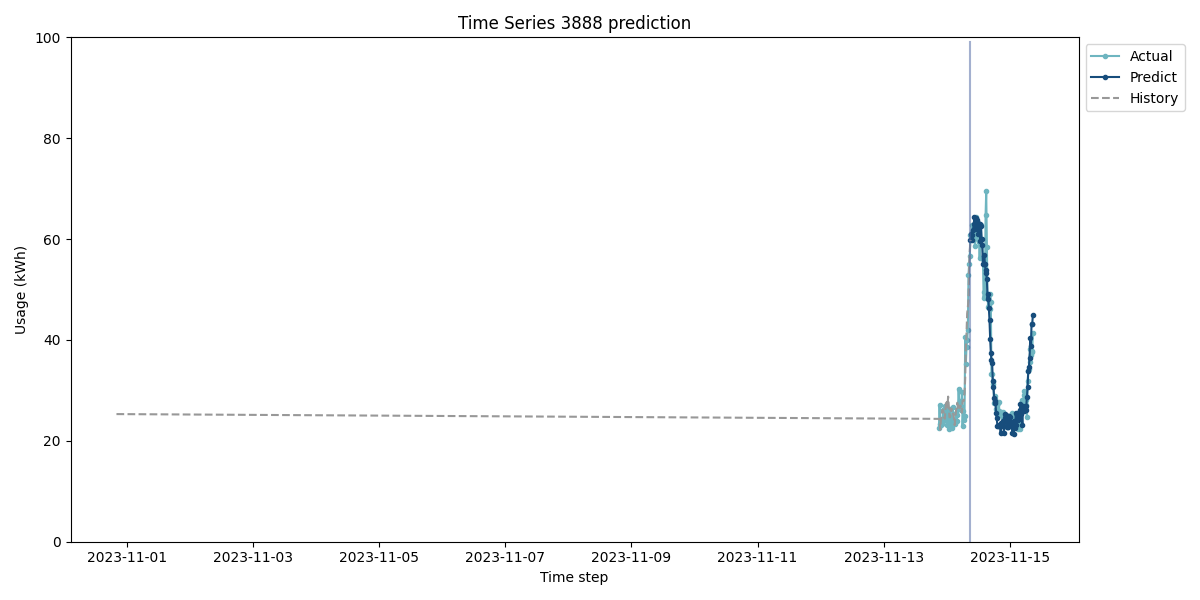 Time Series 3888 prediction
Usage (kWh)
100
80
60
40
20
0
2023-11-01
2023-11-03
2023-11-05
2023-11-07
2023-11-09
2023-11-11
2023-11-13
2023-11-15
Time step
Actual
Predict
History